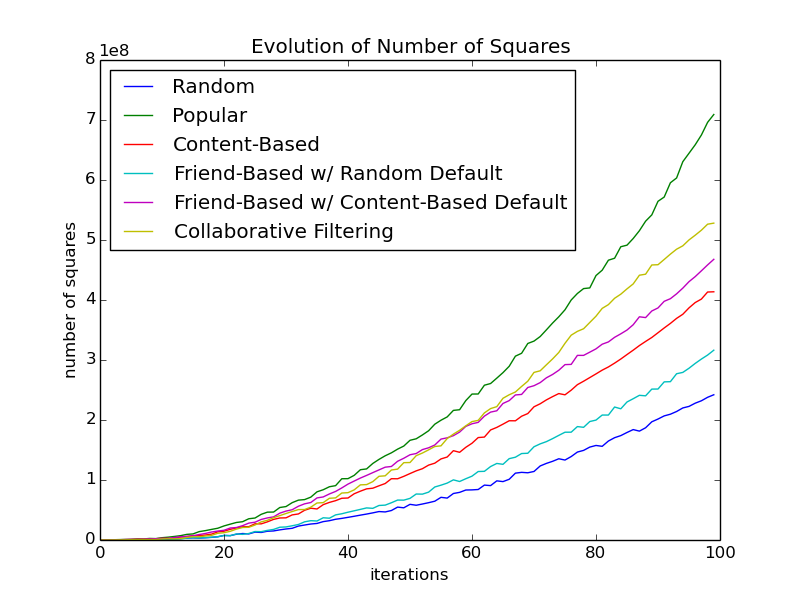 Evolution of Number of Squares
1e8
8
7
6
5
4
3
2
1
0
number of squares
Random
Popular
Content-Based
Friend-Based w/ Random Default
Friend-Based w/ Content-Based Default
Collaborative Filtering
0 20 40 60 80 100
iterations